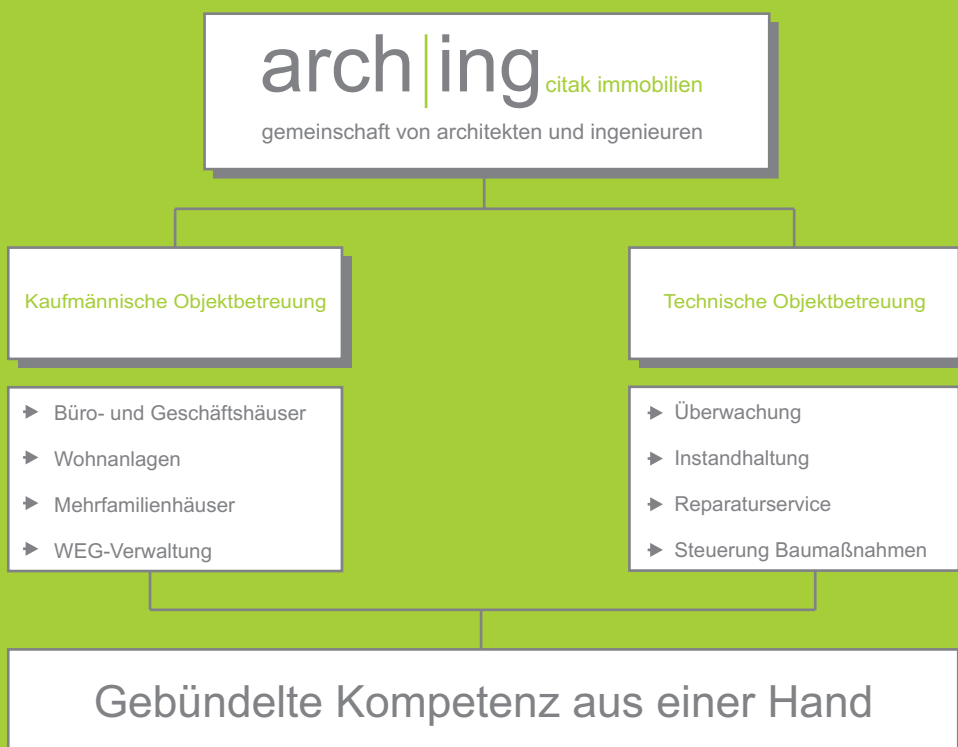 arch|ing citak immobilien
gemeinschaft von architekten und ingenieuren
Kaufmännische Objektbetreuung
Büro- und Geschäftshäuser
Wohnanlagen
Mehrfamilienhäuser
WEG-Verwaltung
Technische Objektbetreuung
Überwachung
Instandhaltung
Reparaturservice
Steuerung Baumaßnahmen
Gebündelte Kompetenz aus einer Hand